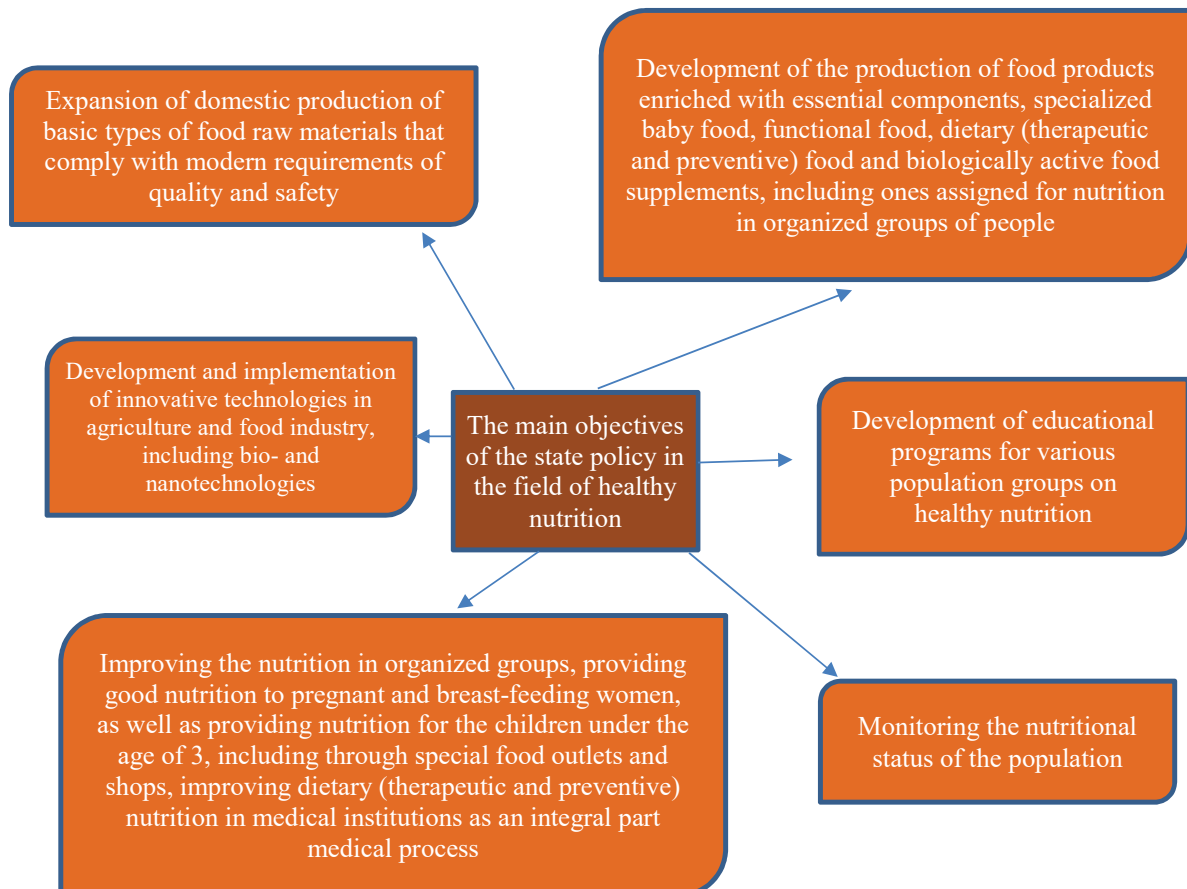 Expansion of domestic production of
basic types of food raw materials that
comply with modern requirements of
quality and safety
Development of the production of food products
enriched with essential components, specialized
baby food, functional food, dietary (therapeutic
and preventive) food and biologically active food
supplements, including ones assigned for nutrition
in organized groups of people
Development and implementation
of innovative technologies in
agriculture and food industry,
including bio- and
nanotechnologies
The main objectives
of the state policy in
the field of healthy
nutrition
Development of educational
programs for various
population groups on
healthy nutrition
Improving the nutrition in organized groups, providing
good nutrition to pregnant and breast-feeding women,
as well as providing nutrition for the children under the
age of 3, including through special food outlets and
shops, improving dietary (therapeutic and preventive)
nutrition in medical institutions as an integral part
medical process
Monitoring the nutritional
status of the population